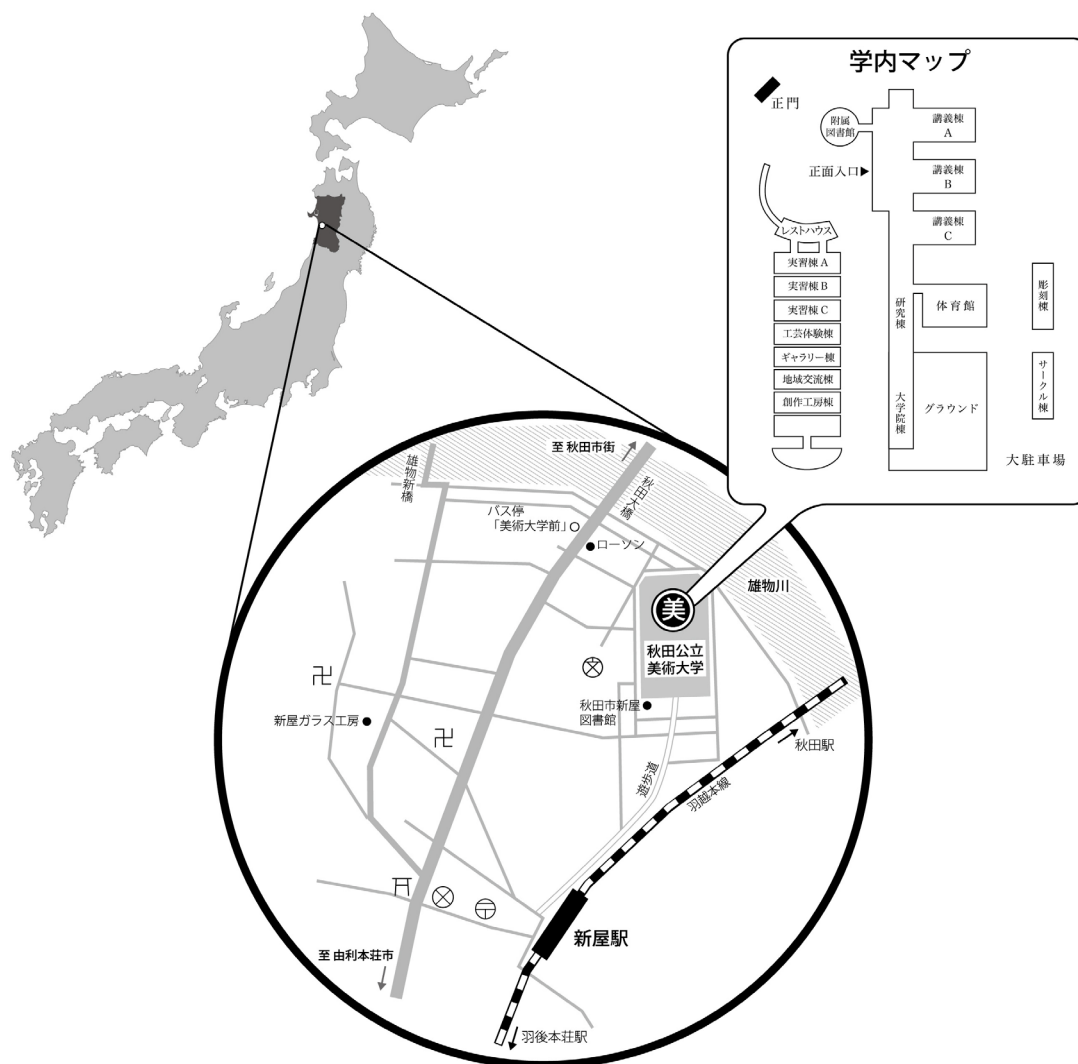 学内マップ
正門
附属
図書館
講義棟
A
正面入口▶
講義棟
B
講義棟
C
レストハウス
実習棟A
実習棟B
実習棟C
工芸体験棟
ギャラリー棟
地域交流棟
創作工房棟
研究棟
大学院棟
体育館
グラウンド
彫刻棟
サークル棟
大駐車場
至 秋田市街
雄物新橋
秋田大橋
バス停
「美術大学前」
ローソン
雄物川
美
秋田公立
美術大学
文
秋田市新屋
図書館
新屋ガラス工房
卍
卍
遊歩道
秋田駅
羽越本線
新屋駅
至 由利本荘市
羽後本荘駅